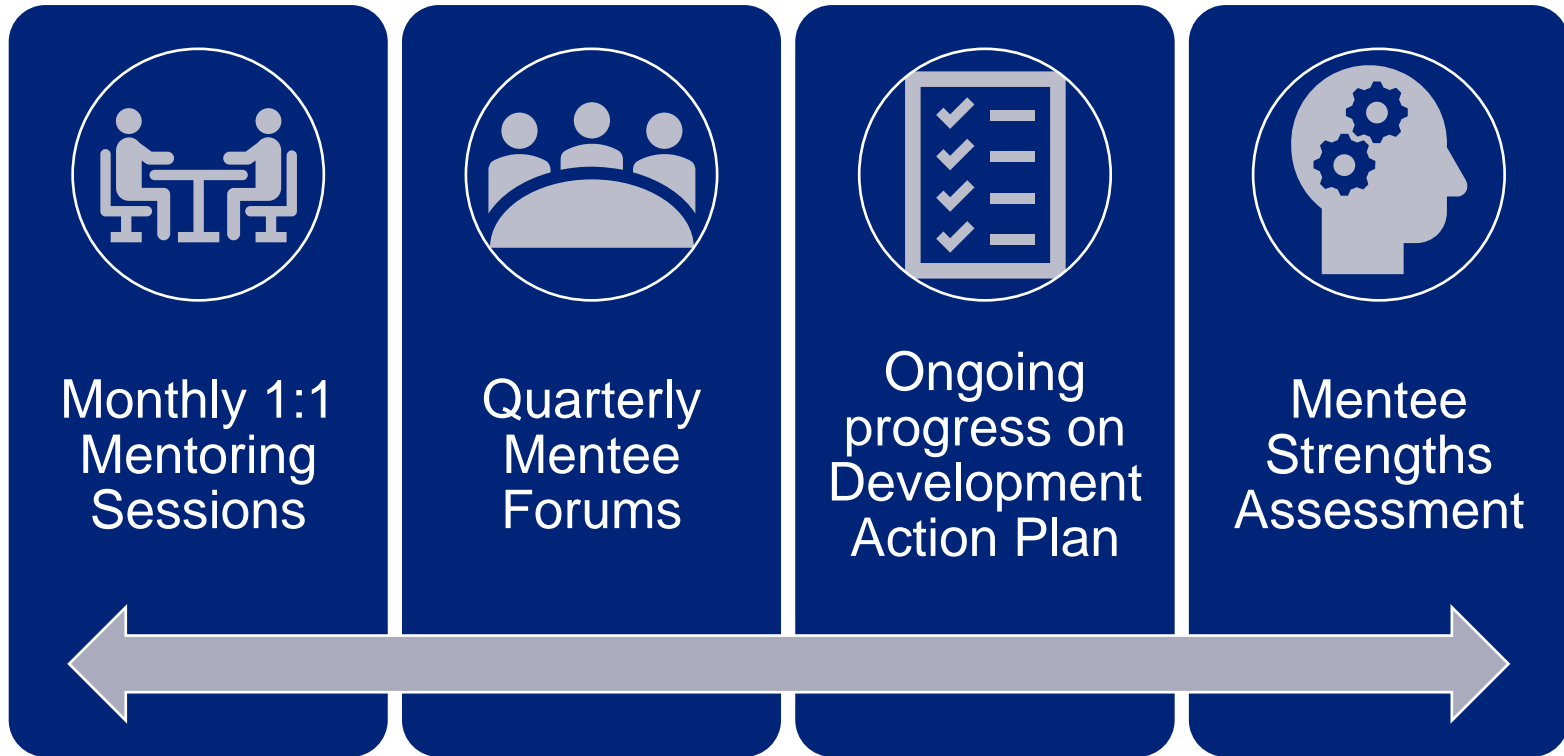 Monthly 1:1
Mentoring
Sessions
Quarterly
Mentee
Forums
Ongoing
progress on
Development
Action Plan
Mentee
Strengths
Assessment